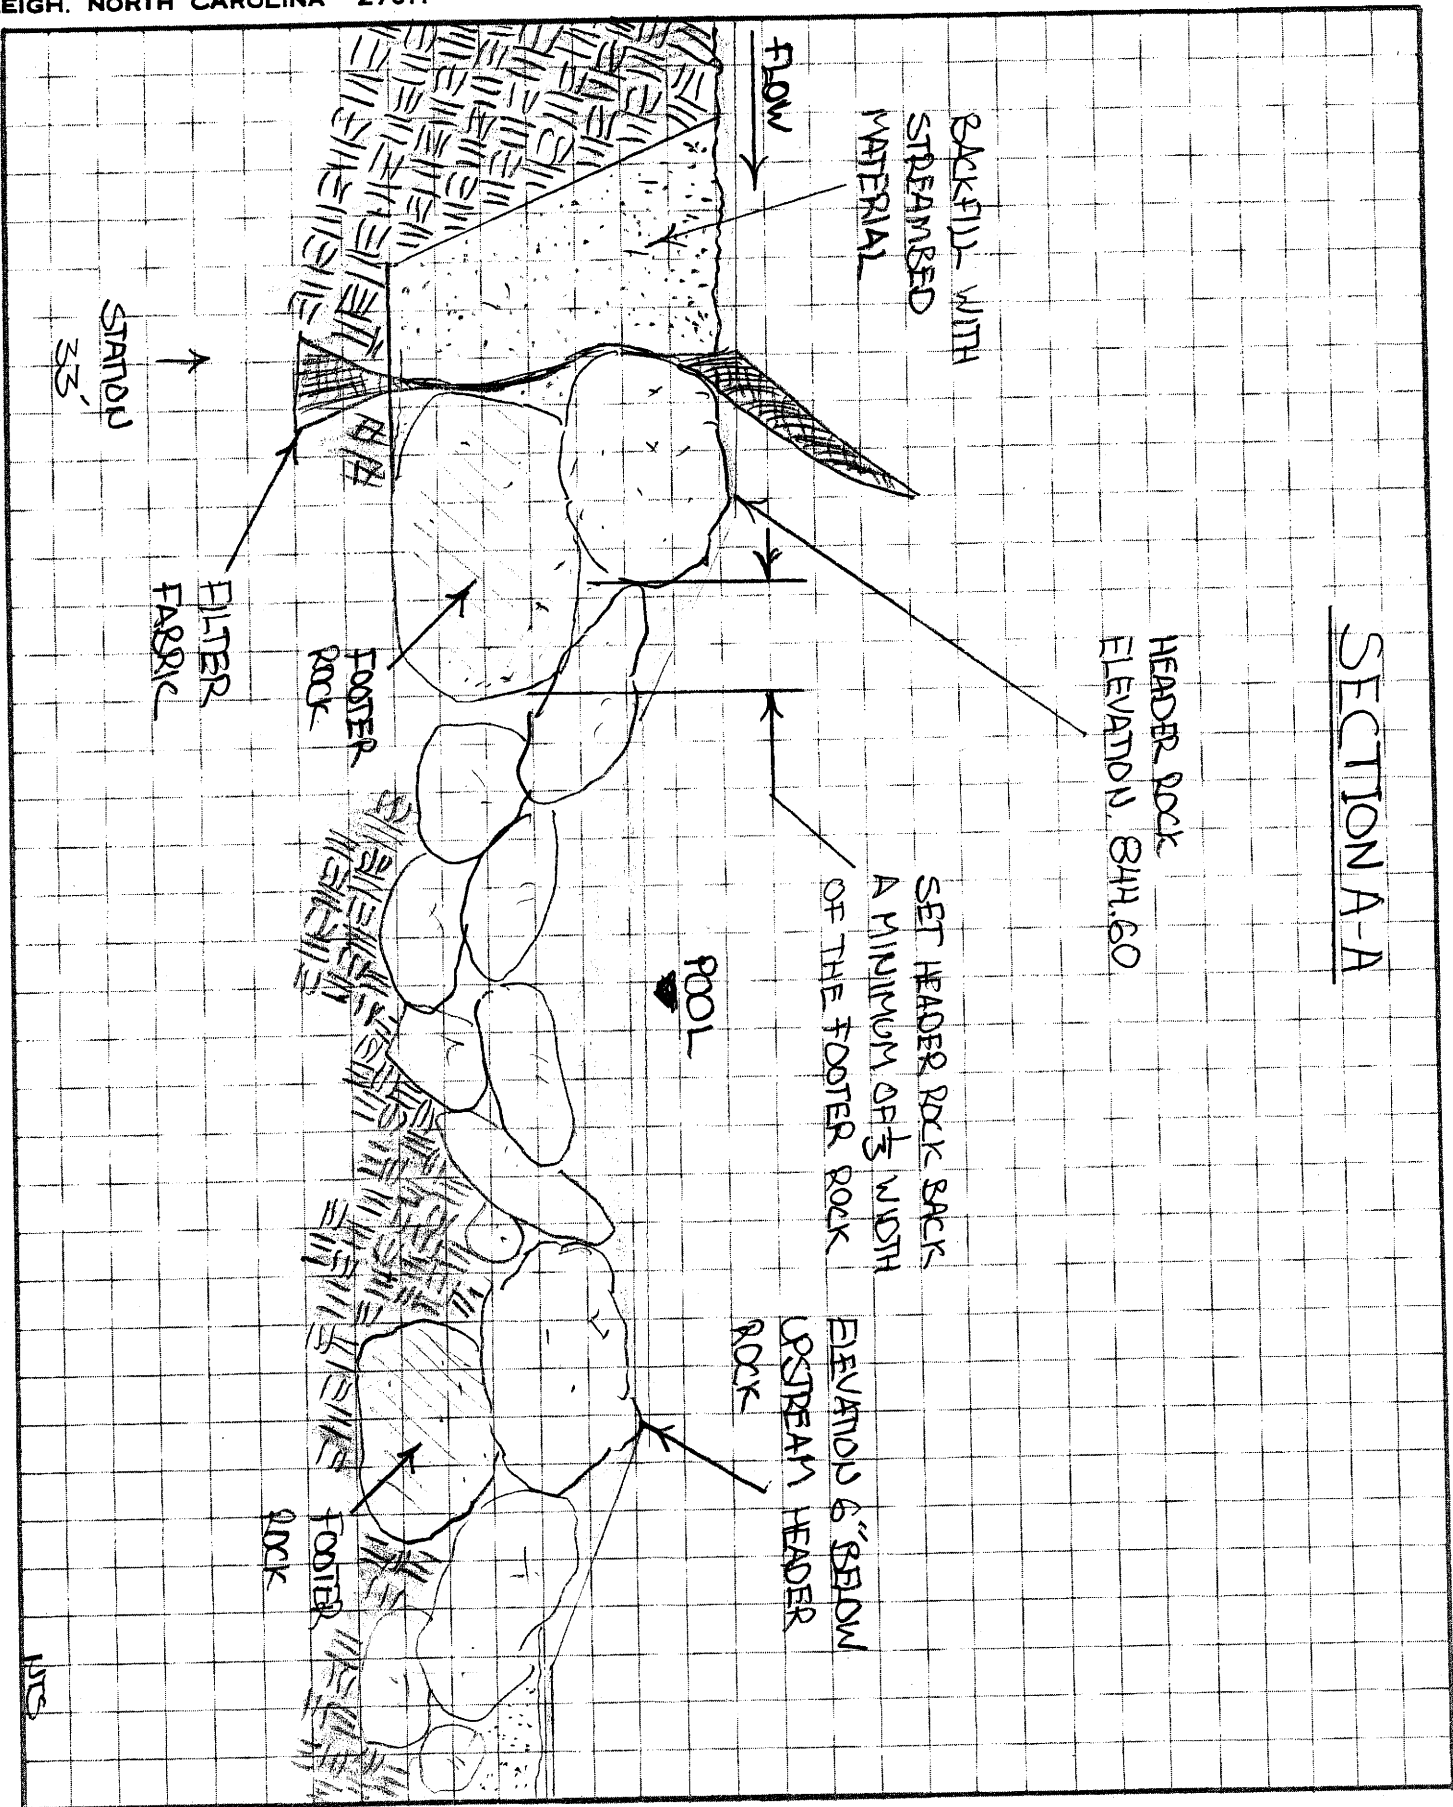 EIGH, NORTH CAROLINA
SECTION A-A
HEADER ROCK
ELEVATION 844.60
BACKFILL WITH
STREAMBED
MATERIAL
FLOW
SET HEADER ROCK BACK
A MINIMUM OF 1/3 WIDTH
OF THE FOOTER ROCK
ELEVATION 6" BELOW
UPSTREAM HEADER
ROCK
POOL
FOOTER
ROCK
FILTER
FABRIC
STATION
33'
FOOTER
ROCK
NTS